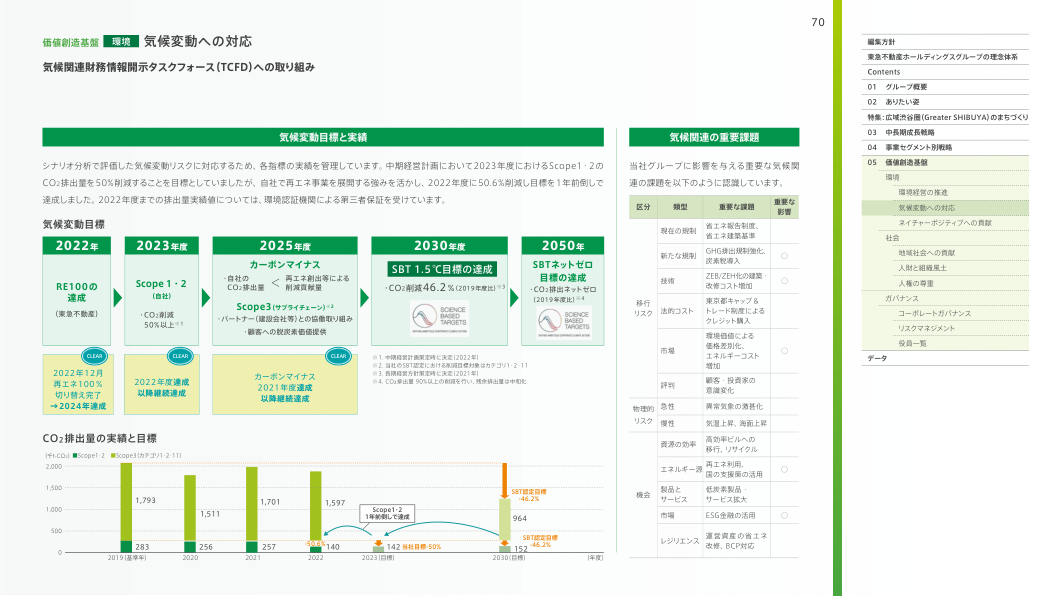 70
価値創造基盤 環境 気候変動への対応
気候関連財務情報開示タスクフォース（TCFD）への取り組み
気候変動目標と実績
シナリオ分析で評価した気候変動リスクに対応するため、各指標の実績を管理しています。中期経営計画において2023年度におけるScope1・2の
CO₂排出量を50%削減することを目標としていましたが、自社で再エネ事業を展開する強みを活かし、2022年度に50.6%削減し目標を1年前倒しで
達成しました。2022年度までの排出量実績値については、環境認証機関による第三者保証を受けています。
気候変動目標
2022年
RE100の
達成
（東急不動産）
2023年度
Scope 1・2
（自社）
・CO₂削減
50%以上※1
2025年度
カーボンマイナス
・自社の
CO₂排出量
＜
再エネ創出等による
削減貢献量
Scope3（サプライチェーン）※2
・パートナー（建設会社等）との協働取り組み
・顧客への脱炭素価値提供
2030年度
SBT 1.5℃目標の達成
・CO₂削減46.2％（2019年度比）※3
SCIENCE
BASED
TARGETS
2050年
SBTネットゼロ
目標の達成
・CO₂排出ネットゼロ
（2019年度比）※4
SCIENCE
BASED
TARGETS
CLEAR
2022年12月
再エネ100％
切り替え完了
→2024年達成
CLEAR
2022年度達成
以降継続達成
CLEAR
カーボンマイナス
2021年度達成
以降継続達成
※1. 中期経営計画策定時に決定（2022年）
※2. 当社のSBT認定における削減目標対象はカテゴリ1・2・11
※3. 長期経営方針策定時に決定（2021年）
※4. CO₂排出量 90%以上の削減を行い、残余排出量は中和化
CO₂排出量の実績と目標
（千t-CO₂） Scope1・2 Scope3（カテゴリ1・2・11）
2,000
1,500
1,000
500
0
1,793
283
2019（基準年）
1,511
256
2020
1,701
257
2021
1,597
-50.6%
140
2022
Scope1・2
1年前倒しで達成
142
当社目標-50%
2023（目標）
SBT認定目標
-46.2%
964
SBT認定目標
-46.2%
152
2030（目標）
（年度）
気候関連の重要課題
当社グループに影響を与える重要な気候関
連の課題を以下のように認識しています。
区分 類型 重要な課題 重要な
影響
移行
リスク
現在の規制 省エネ報告制度、
省エネ建築基準
新たな規制 GHG排出規制強化、
炭素税導入 ○
技術 ZEB/ZEH化の建築・
改修コスト増加 ○
法的コスト 東京都キャップ＆
トレード制度による
クレジット購入
市場 環境価値による
価格差別化、
エネルギーコスト
増加 ○
評判 顧客・投資家の
意識変化
物理的
リスク
急性 異常気象の激甚化
慢性 気温上昇、海面上昇
機会
資源の効率 高効率ビルへの
移行、リサイクル
エネルギー源 再エネ利用、
国の支援策の活用 ○
製品と
サービス 低炭素製品・
サービス拡大
市場 ESG金融の活用 ○
レジリエンス 運営資産の省エネ
改修、BCP対応
編集方針
東急不動産ホールディングスグループの理念体系
Contents
01 グループ概要
02 ありたい姿
特集：広域渋谷圏（Greater SHIBUYA）のまちづくり
03 中長期成長戦略
04 事業セグメント別戦略
05 価値創造基盤
環境
環境経営の推進
気候変動への対応
ネイチャーポジティブへの貢献
社会
地域社会への貢献
人財と組織風土
人権の尊重
ガバナンス
コーポレートガバナンス
リスクマネジメント
役員一覧
データ